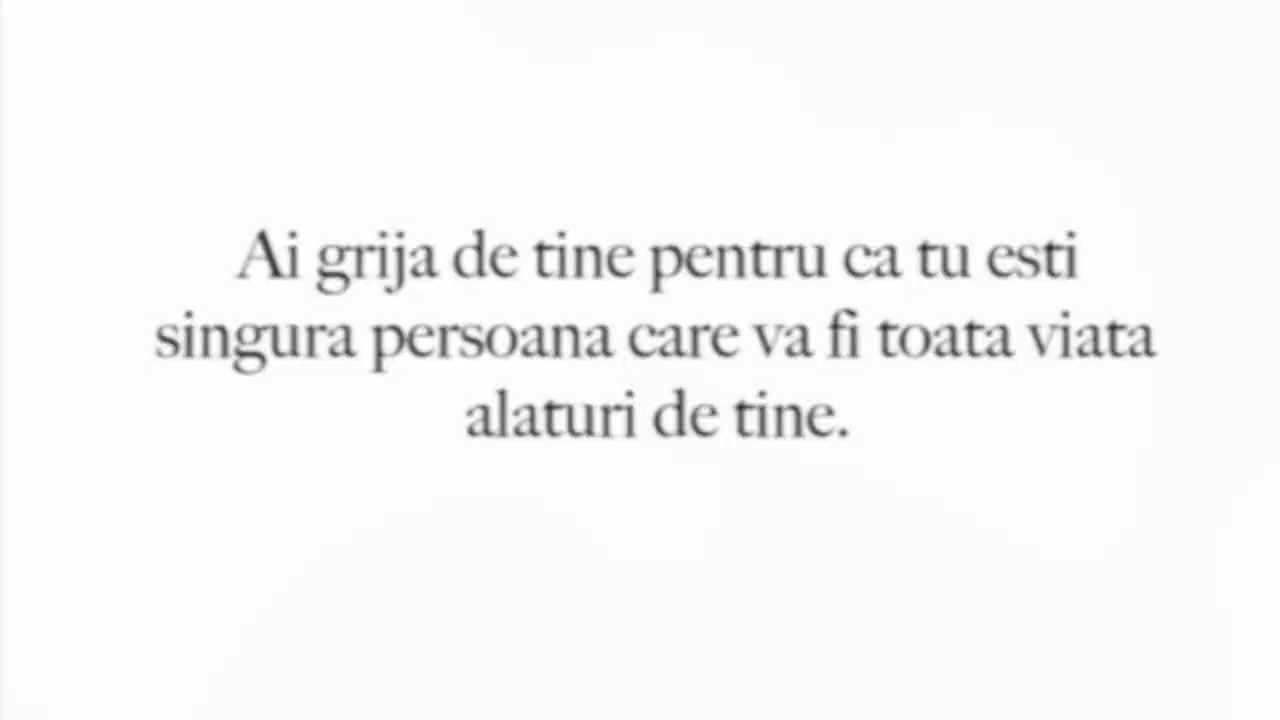 Ai grija de tine pentru ca tu esti
singura persoana care va fi toata viata
alaturi de tine.